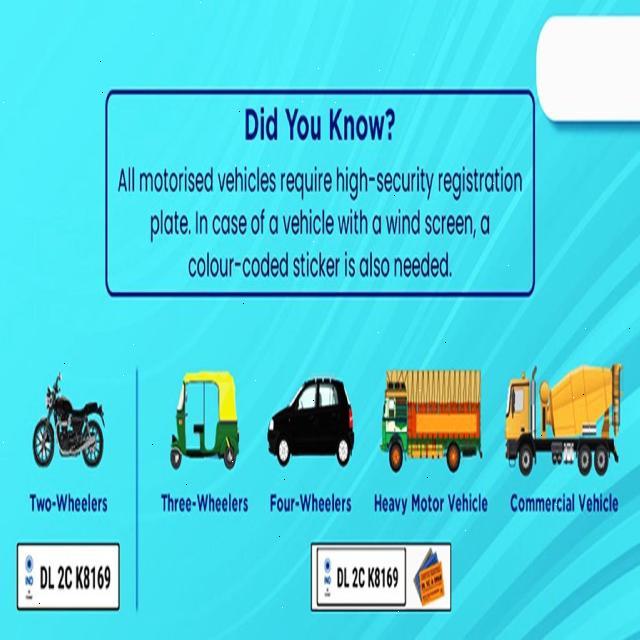 Did You Know?
All motorised vehicles require high-security registration
plate. In case of a vehicle with a wind screen, a
colour-coded sticker is also needed.
Two-Wheelers
Three-Wheelers
Four-Wheelers
Heavy Motor Vehicle
Commercial Vehicle
IND
DL 2C K8169
IND
DL 2C K8169